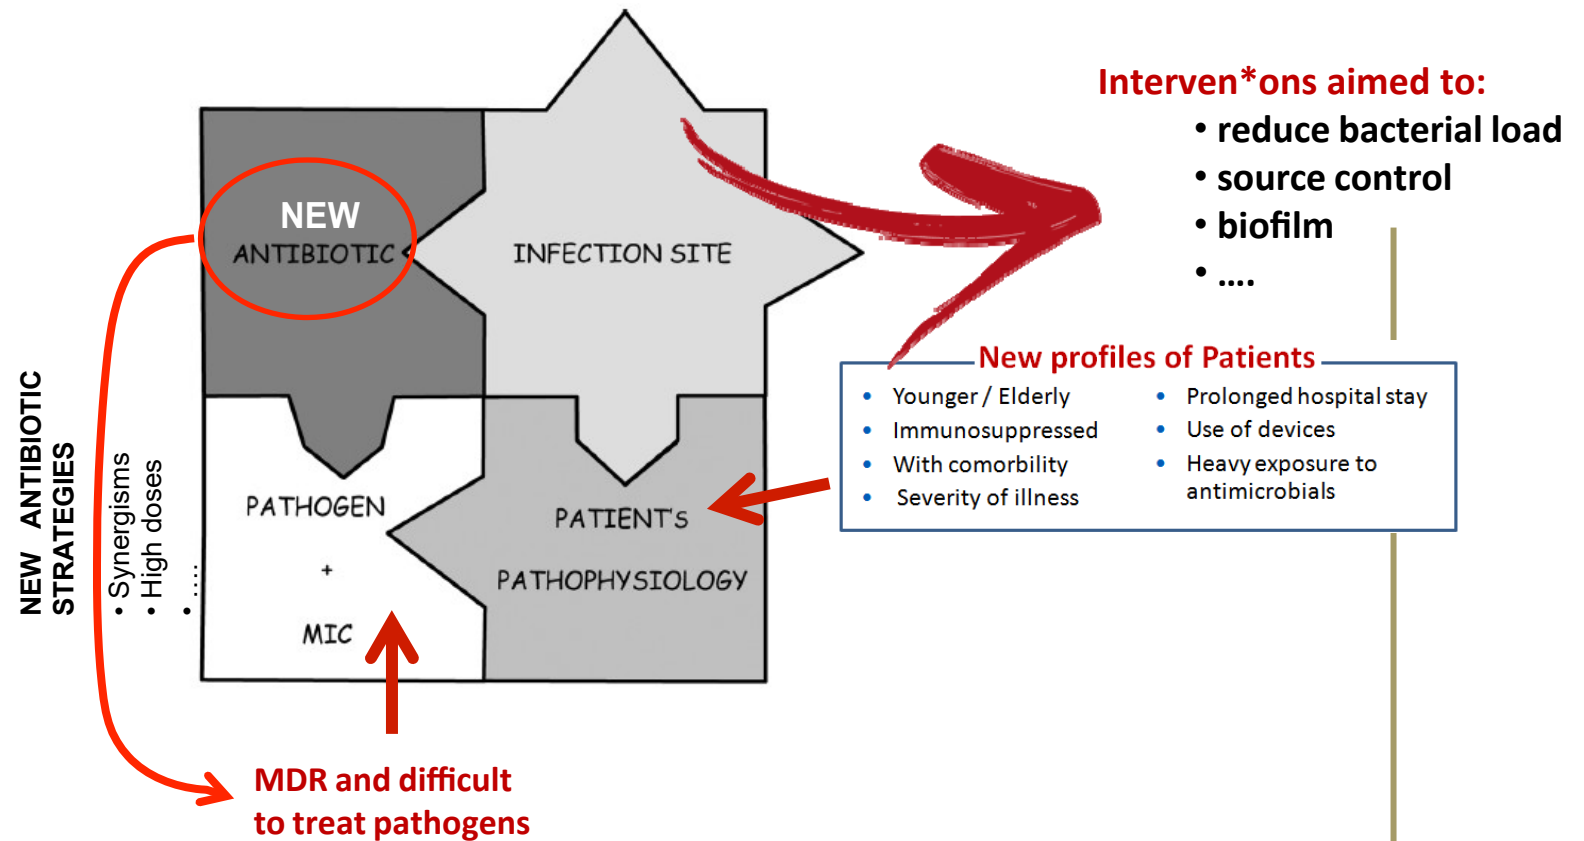 Interven*ons aimed to:
• reduce bacterial load
• source control
• biofilm
• ....
NEW
ANTIBIOTIC
INFECTION SITE
New profiles of Patients
• Younger / Elderly
• Immunosuppressed
• With comorbility
• Severity of illness
• Prolonged hospital stay
• Use of devices
• Heavy exposure to
antimicrobials
NEW ANTIBIOTIC
STRATEGIES
• Synergisms
• High doses
• ....
PATHOGEN
+
MIC
PATIENT's
PATHOPHYSIOLOGY
MDR and difficult
to treat pathogens